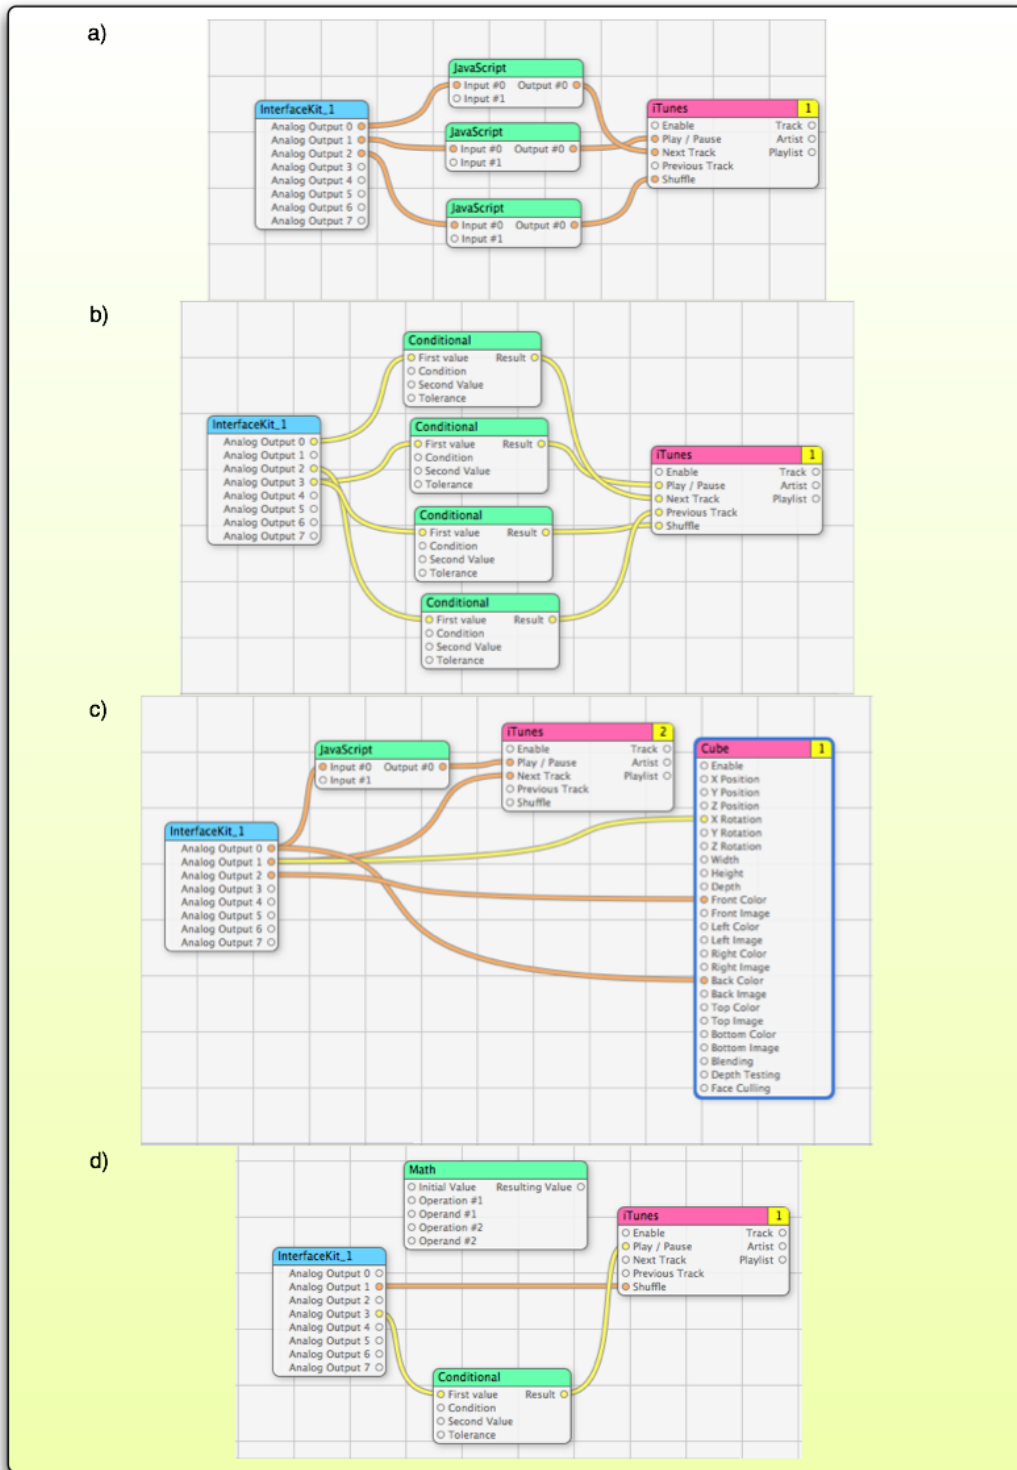 a)
JavaScript
Input #0 Output #0
Input #1
InterfaceKit_1
Analog Output 0
Analog Output 1
Analog Output 2
Analog Output 3
Analog Output 4
Analog Output 5
Analog Output 6
Analog Output 7
JavaScript
Input #0 Output #0
Input #1
JavaScript
Input #0 Output #0
Input #1
iTunes 1
Enable Track
Play / Pause Artist
Next Track Playlist
Previous Track
Shuffle
b)
Conditional
First value Result
Condition
Second Value
Tolerance
InterfaceKit_1
Analog Output 0
Analog Output 1
Analog Output 2
Analog Output 3
Analog Output 4
Analog Output 5
Analog Output 6
Analog Output 7
Conditional
First value Result
Condition
Second Value
Tolerance
Conditional
First value Result
Condition
Second Value
Tolerance
Conditional
First value Result
Condition
Second Value
Tolerance
iTunes 1
Enable Track
Play / Pause Artist
Next Track Playlist
Previous Track
Shuffle
c)
JavaScript
Input #0 Output #0
Input #1
iTunes 2
Enable Track
Play / Pause Artist
Next Track Playlist
Previous Track
Shuffle
InterfaceKit_1
Analog Output 0
Analog Output 1
Analog Output 2
Analog Output 3
Analog Output 4
Analog Output 5
Analog Output 6
Analog Output 7
Cube 1
Enable
X Position
Y Position
Z Position
X Rotation
Y Rotation
Z Rotation
Width
Height
Depth
Front Color
Front Image
Left Color
Left Image
Right Color
Right Image
Back Color
Back Image
Top Color
Top Image
Bottom Color
Bottom Image
Blending
Depth Testing
Face Culling
d)
Math
Initial Value Resulting Value
Operation #1
Operand #1
Operation #2
Operand #2
iTunes 1
Enable Track
Play / Pause Artist
Next Track Playlist
Previous Track
Shuffle
InterfaceKit_1
Analog Output 0
Analog Output 1
Analog Output 2
Analog Output 3
Analog Output 4
Analog Output 5
Analog Output 6
Analog Output 7
Conditional
First value Result
Condition
Second Value
Tolerance